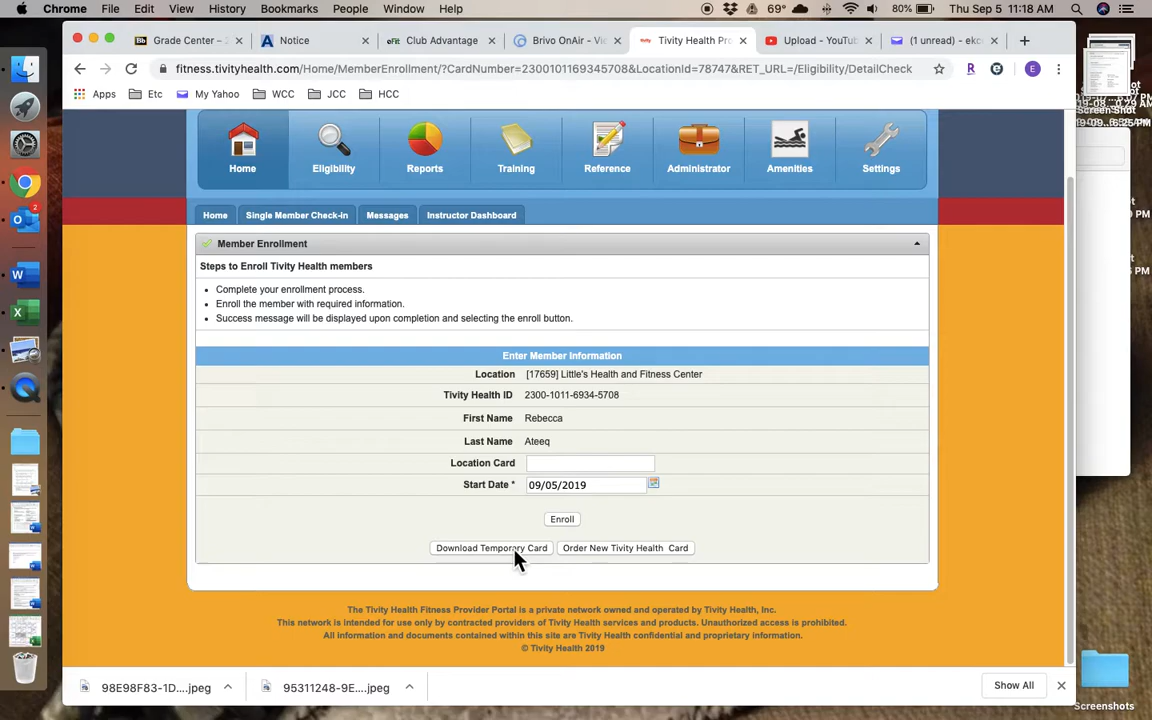 Chrome File Edit View History Bookmarks People Window Help 69° 80% Thu Sep 5 11:18 AM
Grade Center – Notice Club Advantage Brivo OnAir – Vi Tivity Health Pro Upload - YouTu (1 unread) - ekc
fitness.tivityhealth.com/Home/MemberEnrollment/?CardNumber=2300101169345708&LocationId=78747&RET_URL=/Eligibility/DetailCheck
Apps Etc My Yahoo WCC JCC HCC
Home Eligibility Reports Training Reference Administrator Amenities Settings
Home Single Member Check-in Messages Instructor Dashboard
Member Enrollment
Steps to Enroll Tivity Health members
Complete your enrollment process.
Enroll the member with required information.
Success message will be displayed upon completion and selecting the enroll button.
Enter Member Information
Location [17659] Little's Health and Fitness Center
Tivity Health ID 2300-1011-6934-5708
First Name Rebecca
Last Name Ateeq
Location Card
Start Date * 09/05/2019
Enroll
Download Temporary Card Order New Tivity Health Card
The Tivity Health Fitness Provider Portal is a private network owned and operated by Tivity Health, Inc.
This network is intended for use only by contracted providers of Tivity Health services and products. Unauthorized access is prohibited.
All information and documents contained within this site are Tivity Health confidential and proprietary information.
© Tivity Health 2019
98E98F83-1D....jpeg 95311248-9E....jpeg Show All
Screenshots